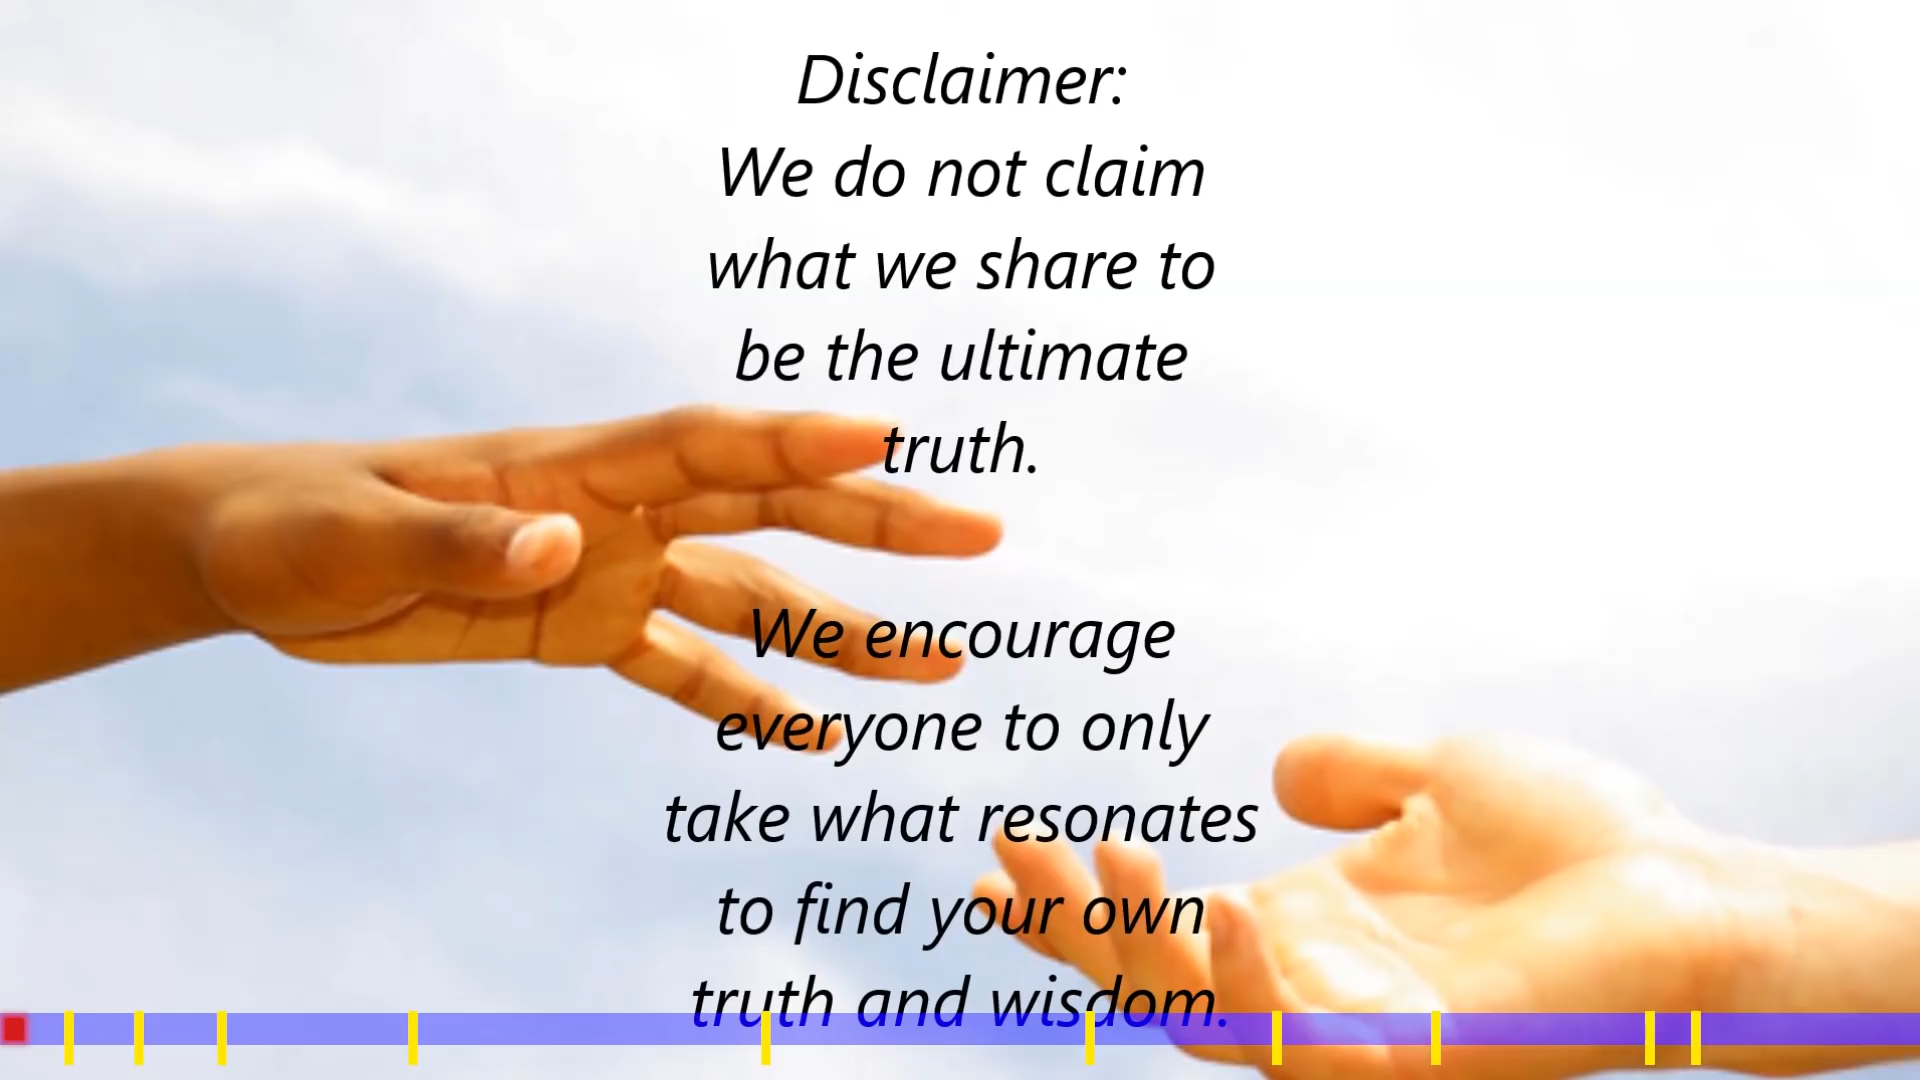 Disclaimer:
We do not claim
what we share to
be the ultimate
truth.
We encourage
everyone to only
take what resonates
to find your own
truth and wisdom.